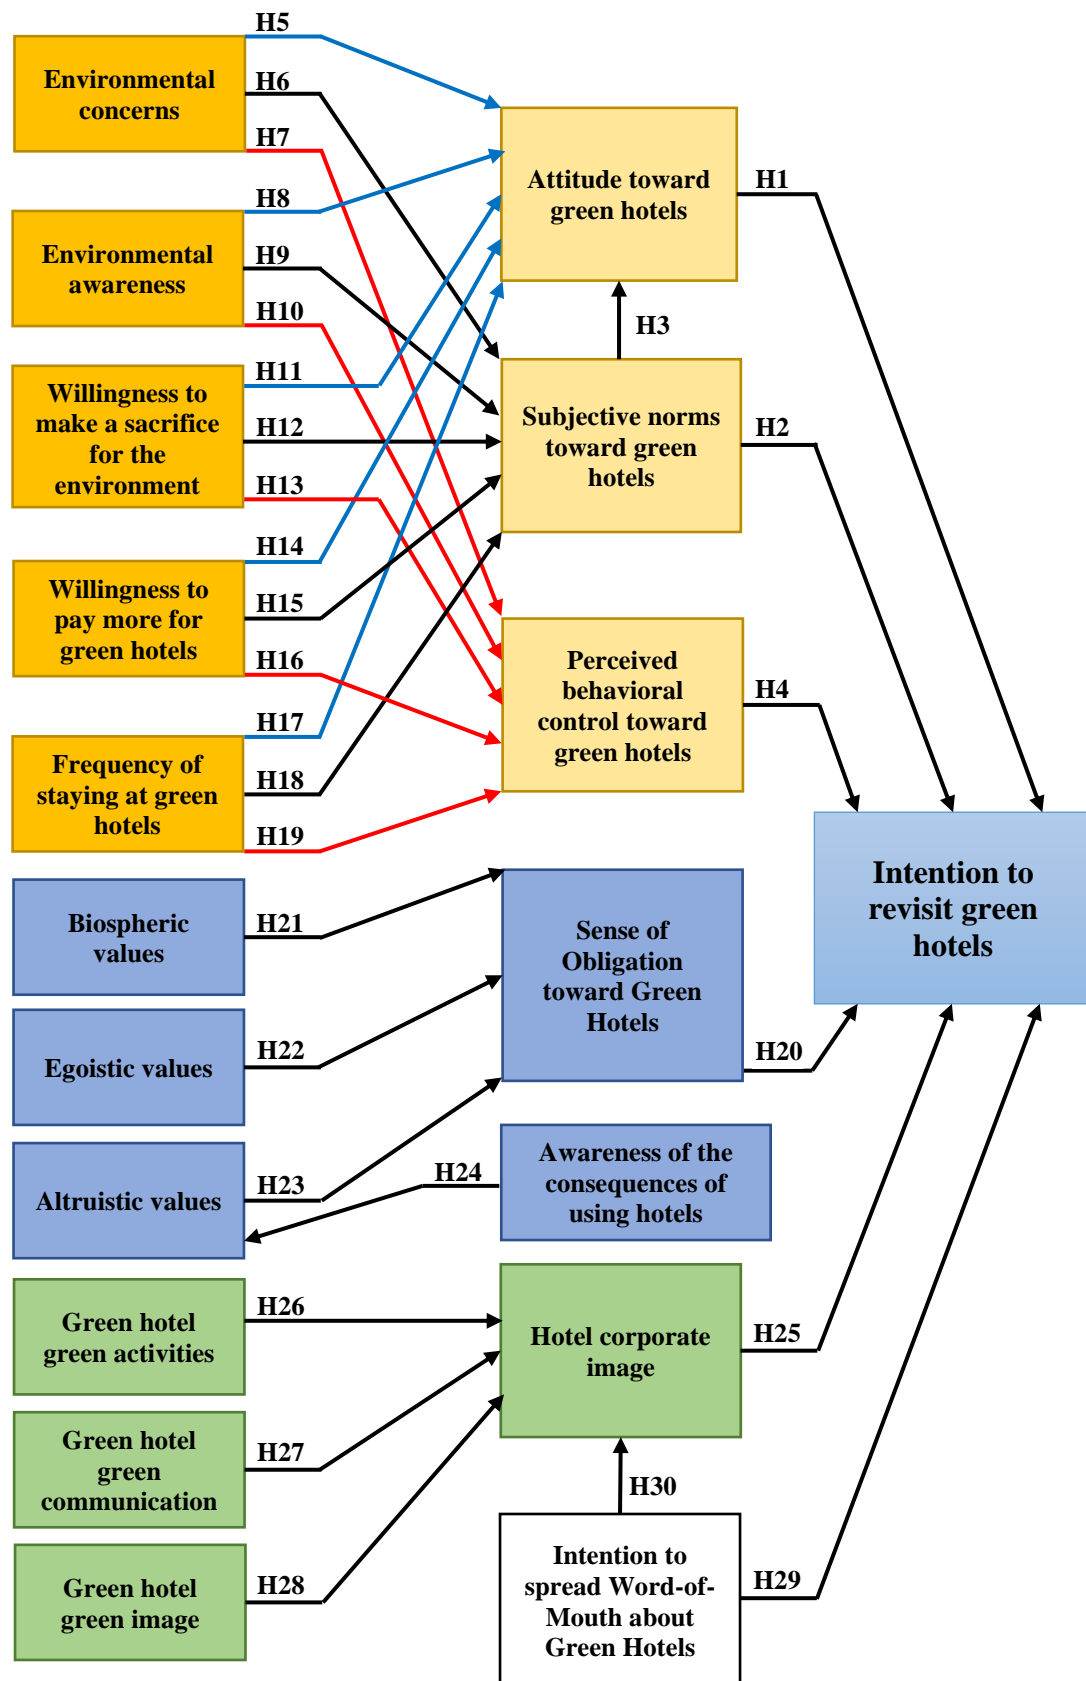 H5
Environmental
concerns
H6
H7
H8
Environmental
awareness
H9
H10
Willingness to
make a sacrifice
for the
environment
H11
H12
H13
Willingness to
pay more for
green hotels
H14
H15
H16
Frequency of
staying at green
hotels
H17
H18
H19
Attitude toward
green hotels
H1
H3
Subjective norms
toward green
hotels
H2
Perceived
behavioral
control toward
green hotels
H4
Intention to
revisit green
hotels
Biospheric
values
H21
Egoistic values
H22
Altruistic values
H23
Sense of
Obligation
toward Green
Hotels
H20
H24
Awareness of the
consequences of
using hotels
Green hotel
green activities
H26
Green hotel
green
communication
H27
Green hotel
green image
H28
Hotel corporate
image
H25
H30
Intention to
spread Word-of-
Mouth about
Green Hotels
H29